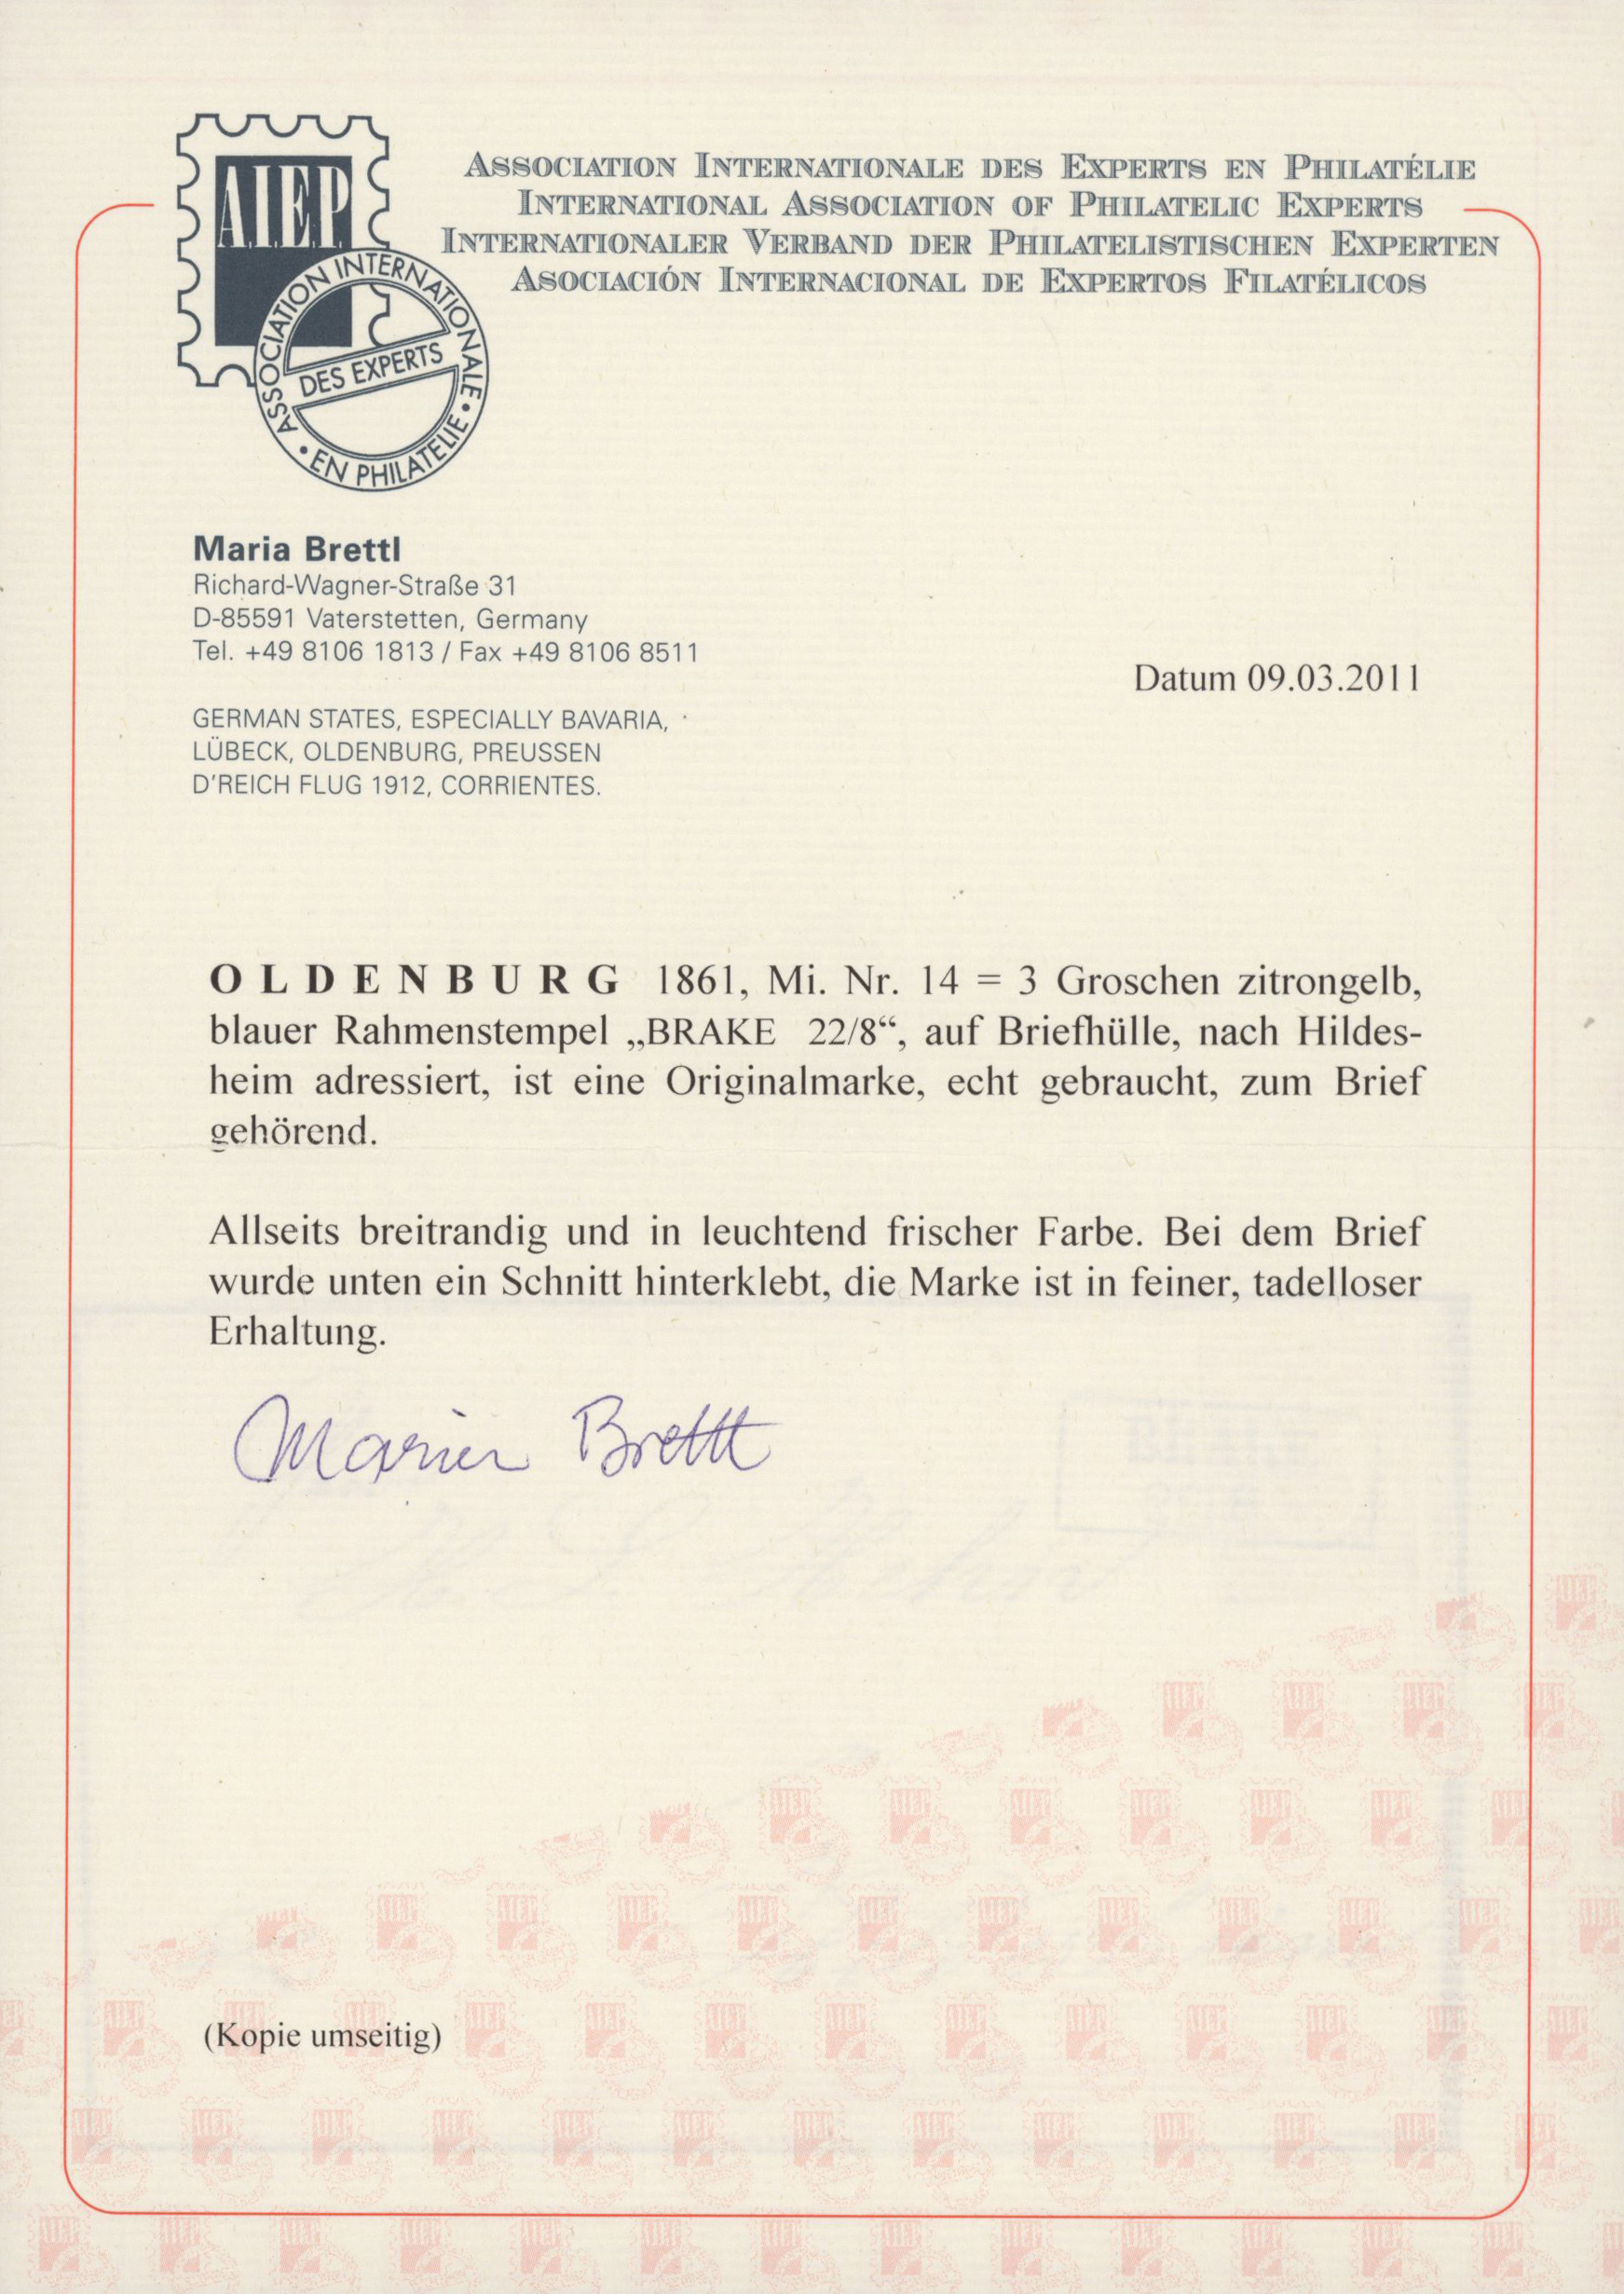 AIEP
ASSOCIATION INTERNATIONALE
DES EXPERTS
EN PHILATELIE
ASSOCIATION INTERNATIONALE DES EXPERTS EN PHILATÉLIE
INTERNATIONAL ASSOCIATION OF PHILATELIC EXPERTS
INTERNATIONALER VERBAND DER PHILATELISTISCHEN EXPERTEN
ASOCIACIÓN INTERNACIONAL DE EXPERTOS FILATÉLICOS
Maria Brettl
Richard-Wagner-Straße 31
D-85591 Vaterstetten, Germany
Tel. +49 8106 1813 / Fax +49 8106 8511
Datum 09.03.2011
GERMAN STATES, ESPECIALLY BAVARIA,
LÜBECK, OLDENBURG, PREUSSEN
D'REICH FLUG 1912, CORRIENTES.
OLDENBURG 1861, Mi. Nr. 14 = 3 Groschen zitrongelb,
blauer Rahmenstempel „BRAKE 22/8“, auf Briefhülle, nach Hildes-
heim adressiert, ist eine Originalmarke, echt gebraucht, zum Brief
gehörend.
Allseits breitrandig und in leuchtend frischer Farbe. Bei dem Brief
wurde unten ein Schnitt hinterklebt, die Marke ist in feiner, tadelloser
Erhaltung.
Maria Brettl
(Kopie umseitig)